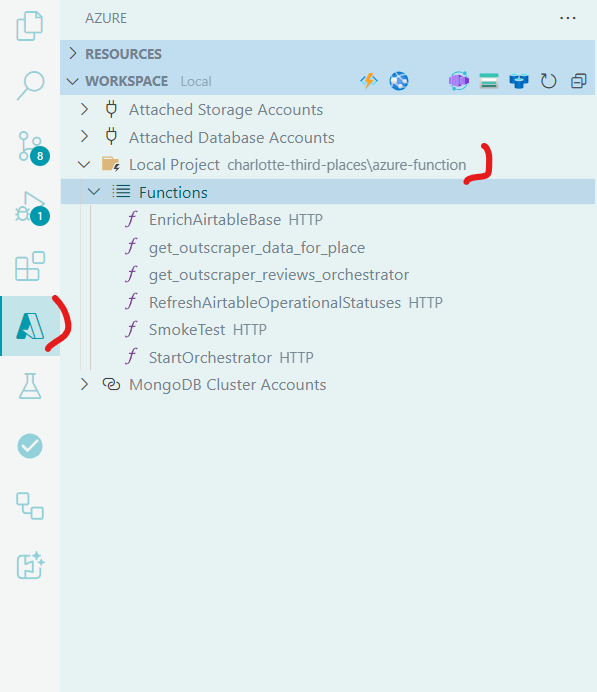 AZURE
RESOURCES
WORKSPACE Local
Attached Storage Accounts
Attached Database Accounts
8
Local Project charlotte-third-places\azure-function
Functions
1
EnrichAirtableBase HTTP
get_outscraper_data_for_place
get_outscraper_reviews_orchestrator
RefreshAirtableOperationalStatuses HTTP
SmokeTest HTTP
StartOrchestrator HTTP
MongoDB Cluster Accounts